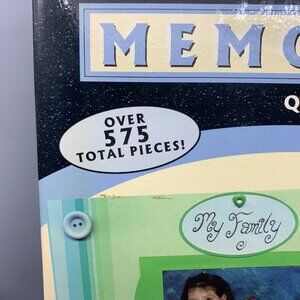 MEMO
Q
OVER
575
TOTAL PIECES!
My Family